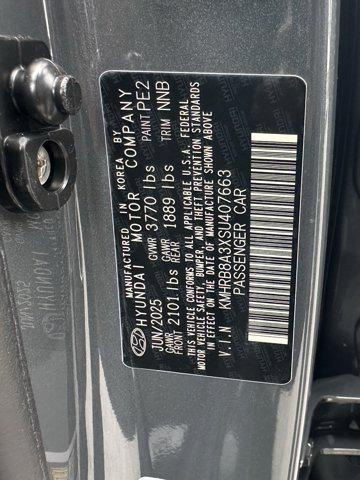 MANUFACTURED IN KOREA BY
HYUNDAI MOTOR COMPANY
JUN/2025 GVWR 3770 lbs PAINT PE2
GAWR FRONT 2101 lbs GAWR REAR 1889 lbs TRIM NNB
THIS VEHICLE CONFORMS TO ALL APPLICABLE U.S.A. FEDERAL
MOTOR VEHICLE SAFETY, BUMPER, AND THEFT PREVENTION STANDARDS
IN EFFECT ON THE DATE OF MANUFACTURE SHOWN ABOVE
V.I.N KMHRB8A3XSU407663
PASSENGER CAR